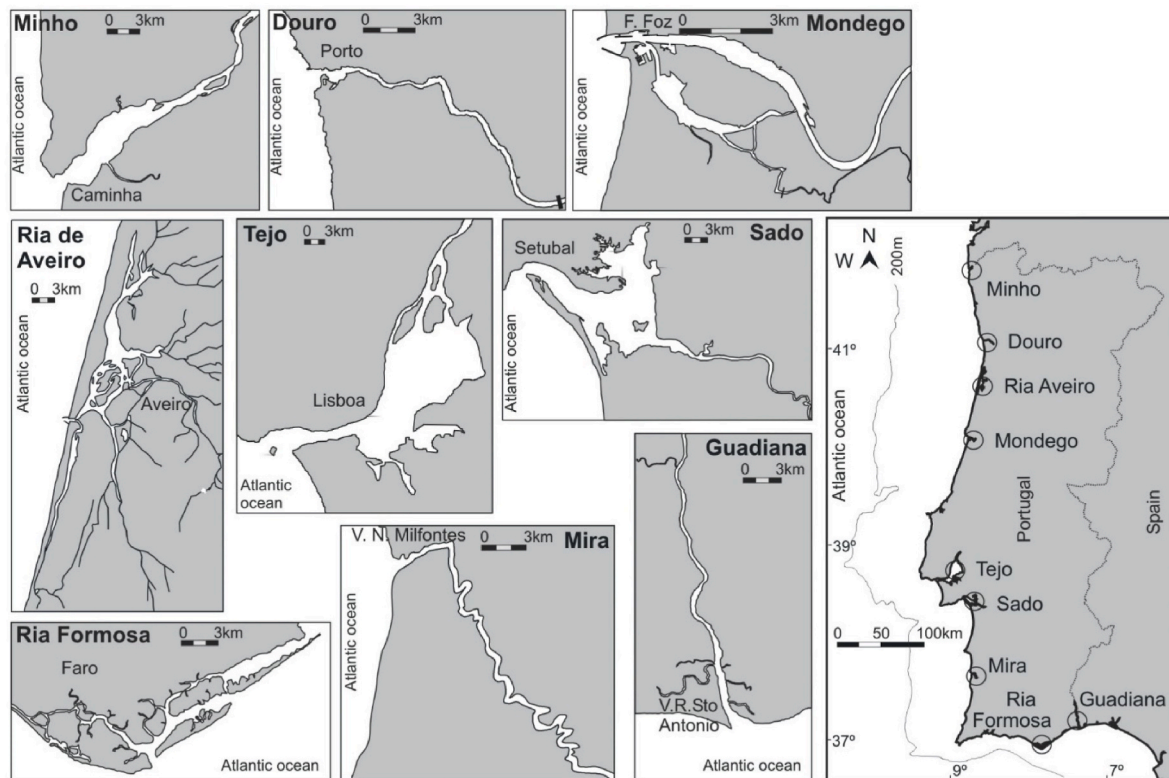 Minho
0 3km
Atlantic ocean
Caminha
Douro
0 3km
Porto
Atlantic ocean
F. Foz
0 3km
Mondego
Atlantic ocean
Ria de
Aveiro
0 3km
Atlantic ocean
Aveiro
Tejo
0 3km
Lisboa
Atlantic
ocean
Sado
0 3km
Setubal
Atlantic ocean
Guadiana
0 3km
V.R.Sto
Antonio
Atlantic
ocean
V. N. Milfontes
0 3km
Mira
Atlantic ocean
Ria Formosa
0 3km
Faro
Atlantic ocean
N
W
200m
Minho
41º
Douro
Ria Aveiro
Mondego
Atlantic ocean
Portugal
Spain
39º
Tejo
Sado
0 50 100km
Mira
Ria
Formosa
Guadiana
37º
9º
7º